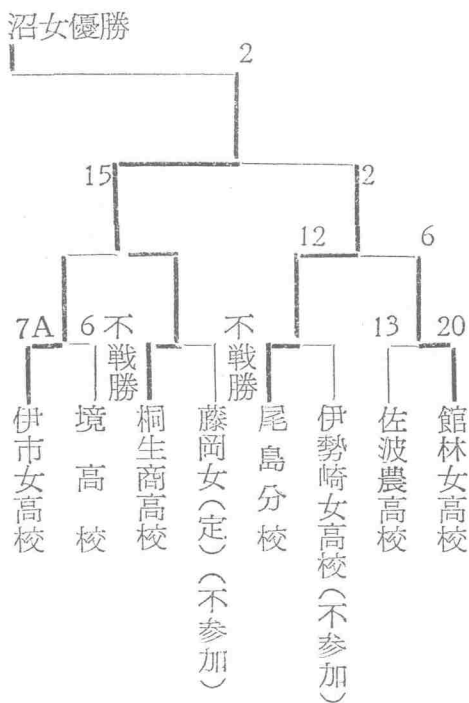 沼女優勝
2
15
2
12
6
7A
6
不戦勝
不戦勝
13
20
伊市女高校
境高校
桐生商高校
藤岡女(定)(不参加)
尾島分校
伊勢崎女高校(不参加)
佐波農高校
館林女高校